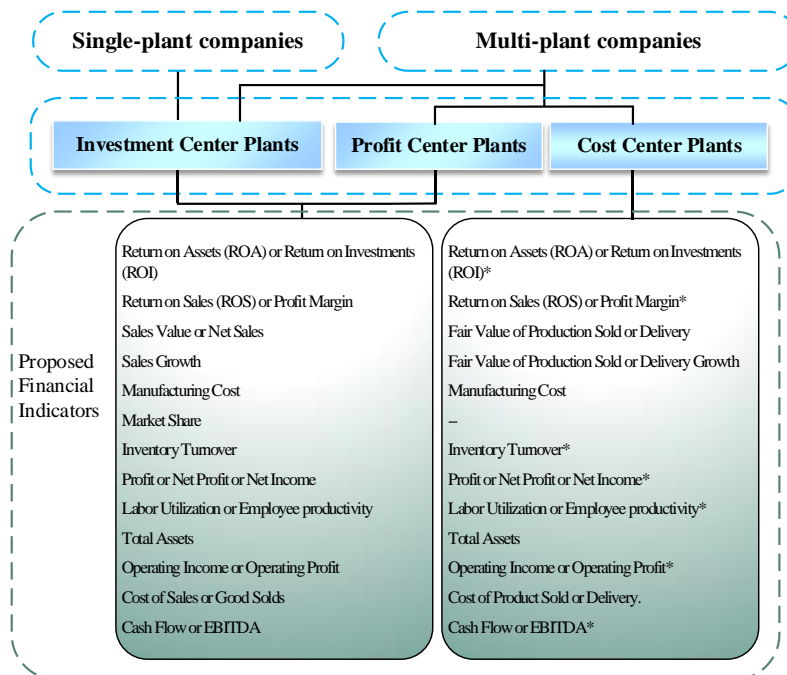 Single-plant companies
Multi-plant companies
Investment Center Plants
Profit Center Plants
Cost Center Plants
Proposed
Financial
Indicators
Return on Assets (ROA) or Return on Investments
(ROI)
Return on Sales (ROS) or Profit Margin
Sales Value or Net Sales
Sales Growth
Manufacturing Cost
Market Share
Inventory Turnover
Profit or Net Profit or Net Income
Labor Utilization or Employee productivity
Total Assets
Operating Income or Operating Profit
Cost of Sales or Good Solds
Cash Flow or EBITDA
Return on Assets (ROA) or Return on Investments
(ROI)*
Return on Sales (ROS) or Profit Margin*
Fair Value of Production Sold or Delivery
Fair Value of Production Sold or Delivery Growth
Manufacturing Cost
–
Inventory Turnover*
Profit or Net Profit or Net Income*
Labor Utilization or Employee productivity*
Total Assets
Operating Income or Operating Profit*
Cost of Product Sold or Delivery.
Cash Flow or EBITDA*